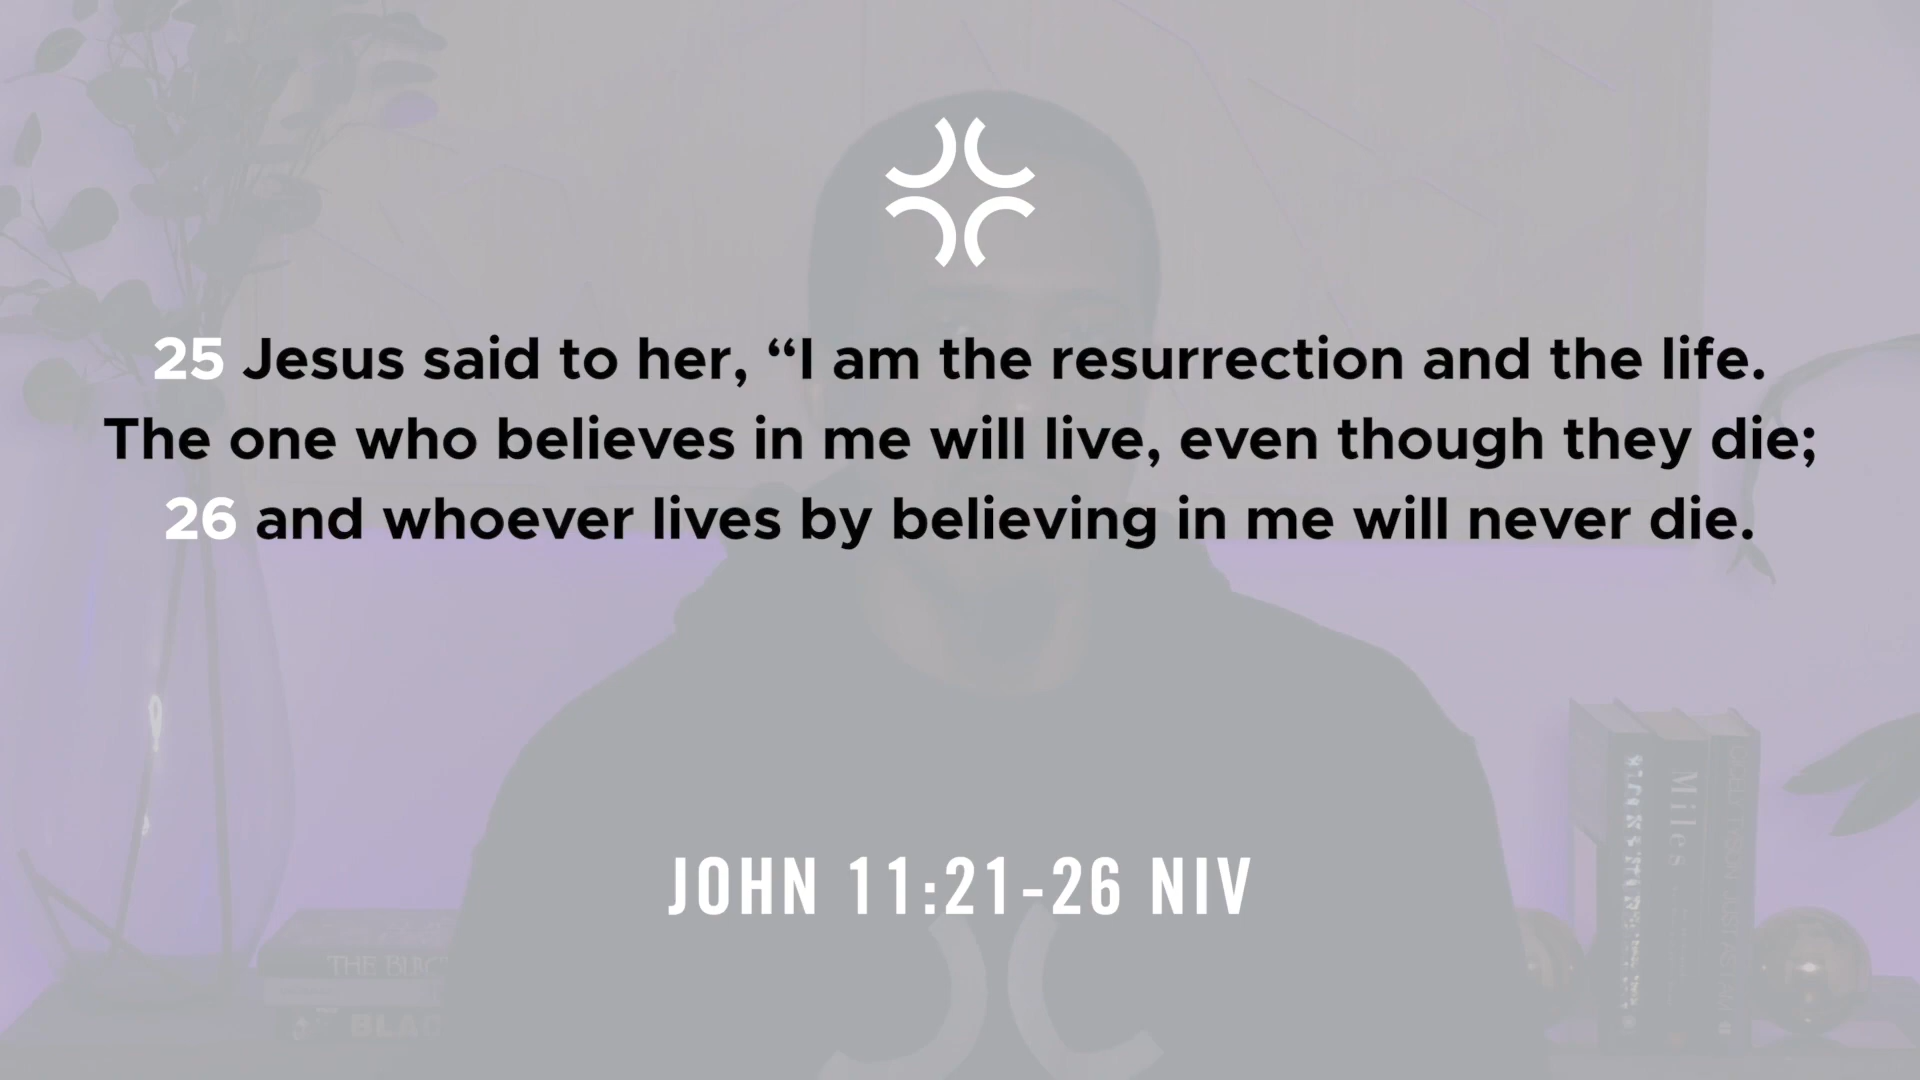 25 Jesus said to her, “I am the resurrection and the life.
The one who believes in me will live, even though they die;
26 and whoever lives by believing in me will never die.
JOHN 11:21-26 NIV
THE
Miles